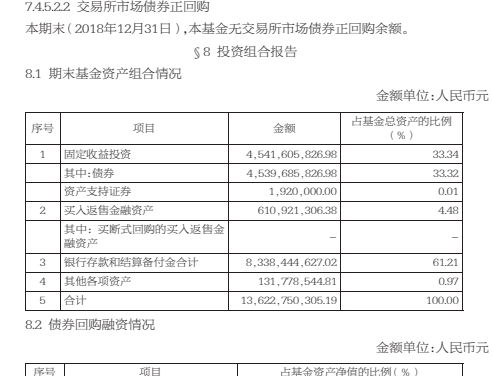 7.4.5.2.2 交易所市场债券正回购
本期末（2018年12月31日），本基金无交易所市场债券正回购余额。
§8 投资组合报告
8.1 期末基金资产组合情况
金额单位：人民币元
序号 项目 金额 占基金总资产的比例（%）
1 固定收益投资 4,541,605,826.98 33.34
其中：债券 4,539,685,826.98 33.32
资产支持证券 1,920,000.00 0.01
2 买入返售金融资产 610,921,306.38 4.48
其中：买断式回购的买入返售金融资产 – –
3 银行存款和结算备付金合计 8,338,444,627.02 61.21
4 其他各项资产 131,778,544.81 0.97
5 合计 13,622,750,305.19 100.00
8.2 债券回购融资情况
金额单位：人民币元
序号 项目 占基金资产净值的比例（%）